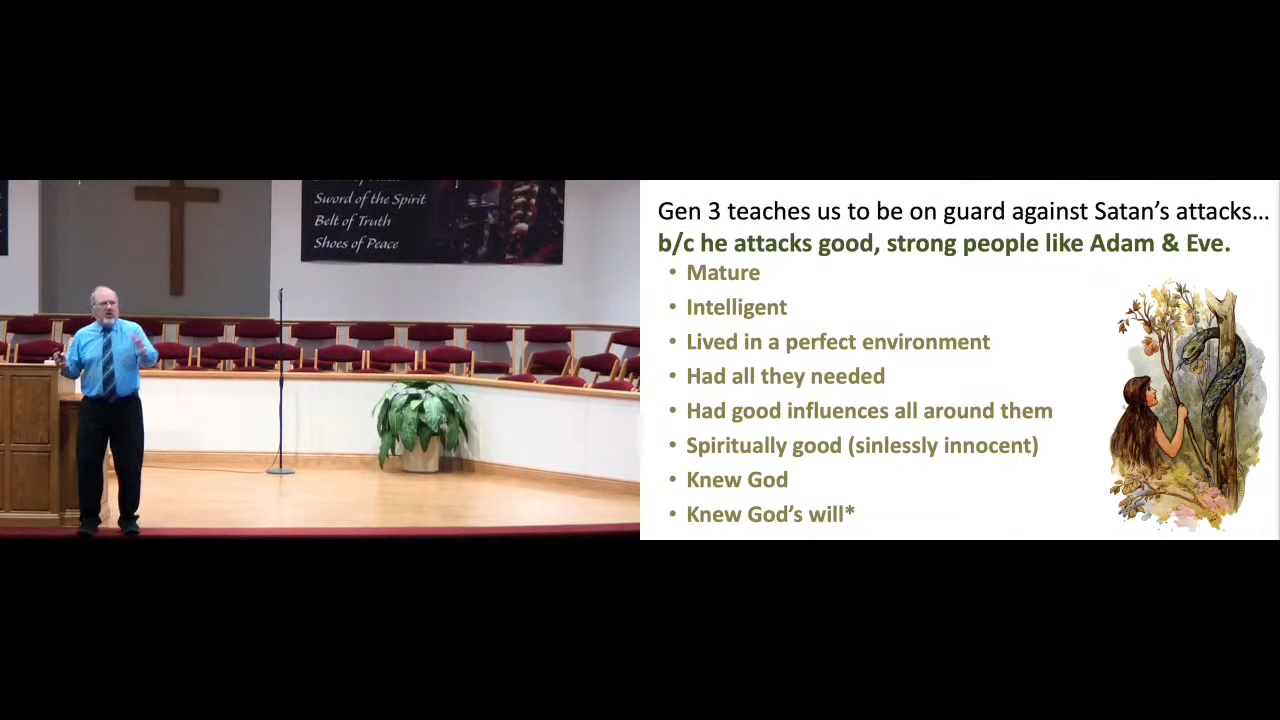 Sword of the Spirit
Belt of Truth
Shoes of Peace
Gen 3 teaches us to be on guard against Satan's attacks…
b/c he attacks good, strong people like Adam & Eve.
• Mature
• Intelligent
• Lived in a perfect environment
• Had all they needed
• Had good influences all around them
• Spiritually good (sinlessly innocent)
• Knew God
• Knew God's will*